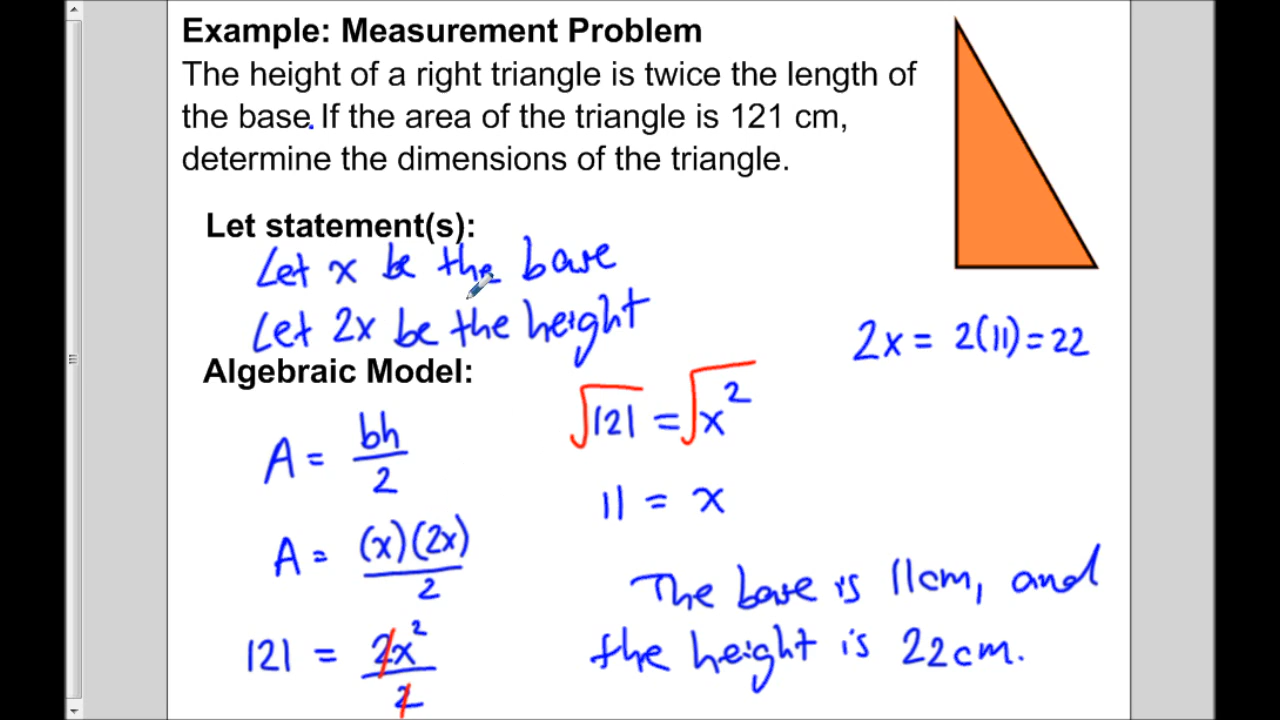 Example: Measurement Problem
The height of a right triangle is twice the length of
the base. If the area of the triangle is 121 cm,
determine the dimensions of the triangle.
Let statement(s):
Let x be the base
Let 2x be the height
Algebraic Model:
A = bh/2
A = (x)(2x)/2
121 = 2x²/2
√121 = √x²
11 = x
2x = 2(11) = 22
The base is 11cm, and
the height is 22cm.